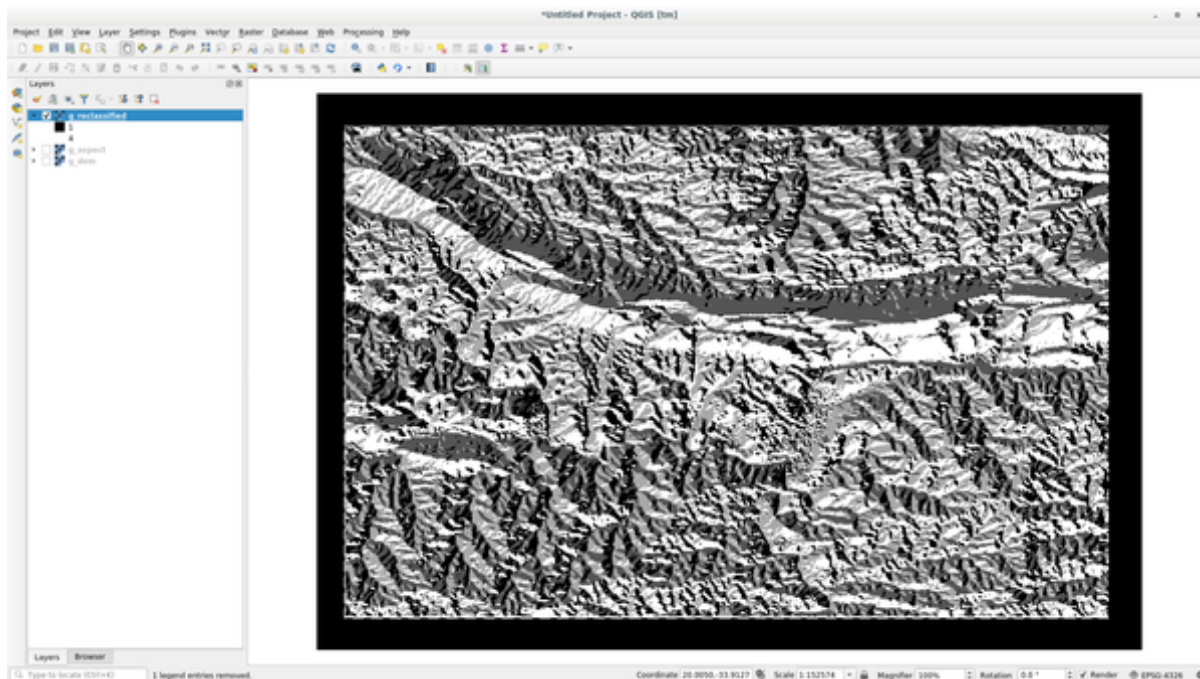 *Untitled Project - QGIS [tm]
Project Edit View Layer Settings Plugins Vector Raster Database Web Processing Help
Layers
g_reclassified
1
4
g_aspect
g_dem
Layers Browser
Type to locate (Ctrl+K) 1 legend entries removed. Coordinate 20.0050,-33.9127 Scale 1:152574 Magnifier 100% Rotation 0.0 ° Render EPSG:4326